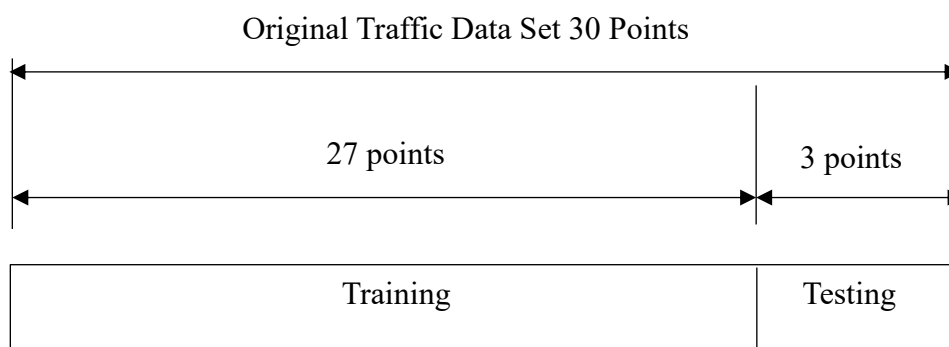 Original Traffic Data Set 30 Points
27 points
3 points
Training
Testing